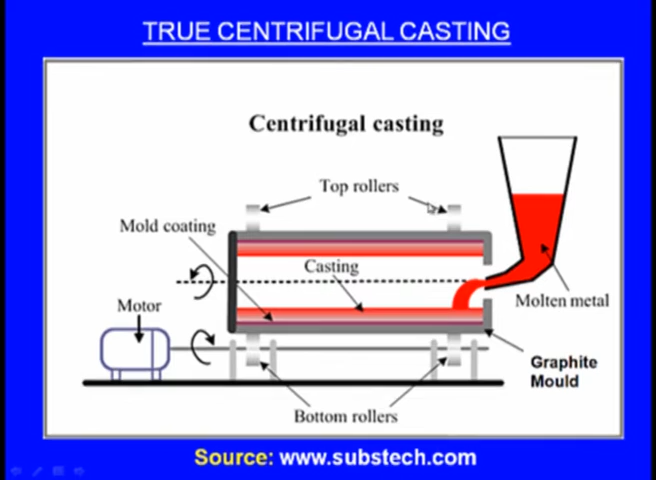 TRUE CENTRIFUGAL CASTING
Centrifugal casting
Top rollers
Mold coating
Casting
Motor
Molten metal
Graphite
Mould
Bottom rollers
Source: www.substech.com